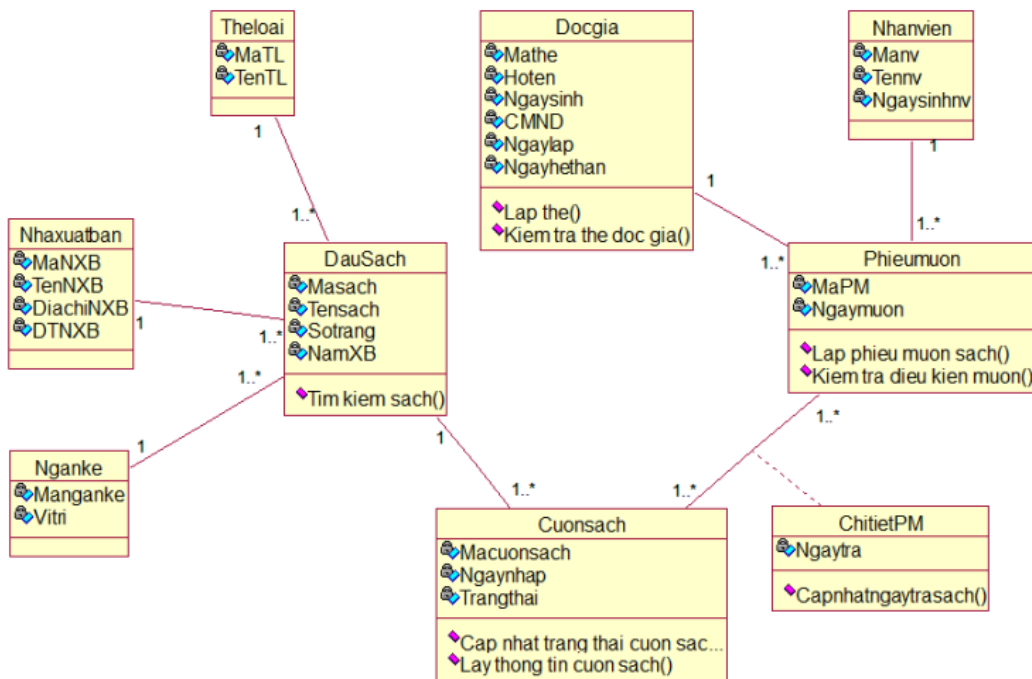 Theloai
MaTL
TenTL
1
1..*
Nhaxuatban
MaNXB
TenNXB
DiachiNXB
DTNXB
1
1..*
Nganke
Manganke
Vitri
1
1..*
DauSach
Masach
Tensach
Sotrang
NamXB
Tim kiem sach()
1
1..*
Docgia
Mathe
Hoten
Ngaysinh
CMND
Ngaylap
Ngayhethan
Lap the()
Kiem tra the doc gia()
1
1..*
Nhanvien
Manv
Tennv
Ngaysinhnv
1
1..*
Phieumuon
MaPM
Ngaymuon
Lap phieu muon sach()
Kiem tra dieu kien muon()
1..*
1..*
Cuonsach
Macuonsach
Ngaynhap
Trangthai
Cap nhat trang thai cuon sac...
Lay thong tin cuon sach()
ChitietPM
Ngaytra
Capnhatngaytrasach()